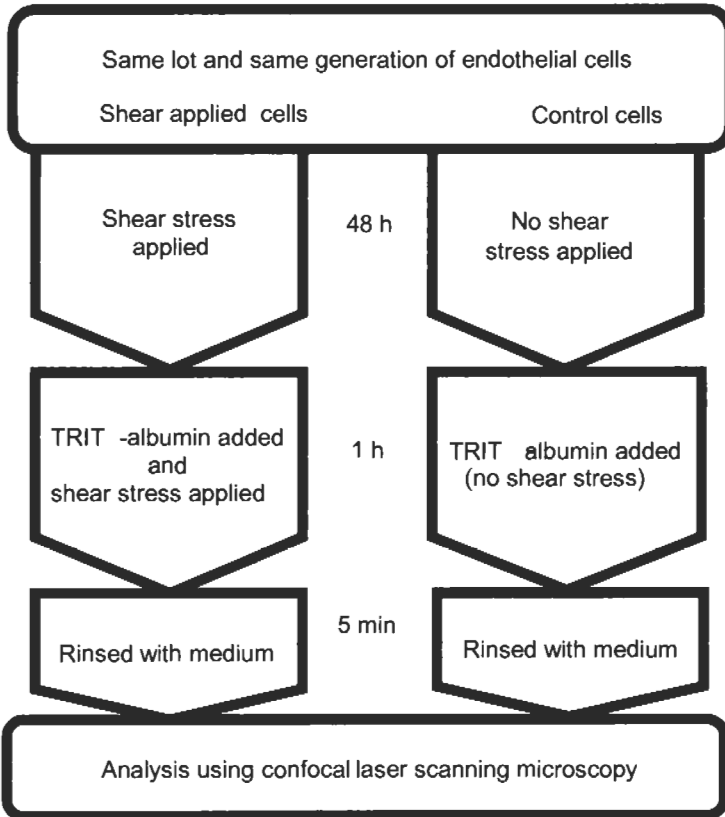 Same lot and same generation of endothelial cells
Shear applied cells
Control cells
Shear stress
applied
48 h
No shear
stress applied
TRIT -albumin added
and
shear stress applied
1 h
TRIT albumin added
(no shear stress)
Rinsed with medium
5 min
Rinsed with medium
Analysis using confocal laser scanning microscopy